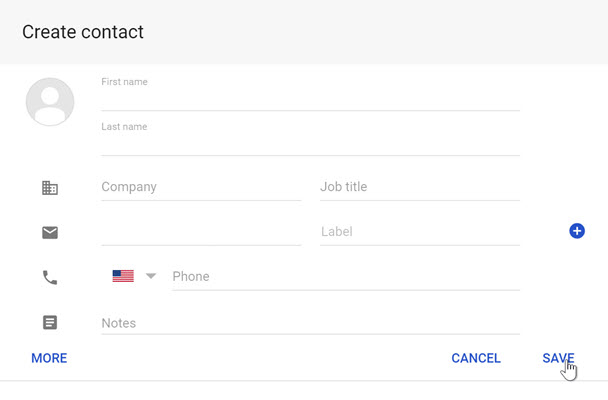 Create contact
First name
Last name
Company Job title
Label
Phone
Notes
MORE CANCEL SAVE